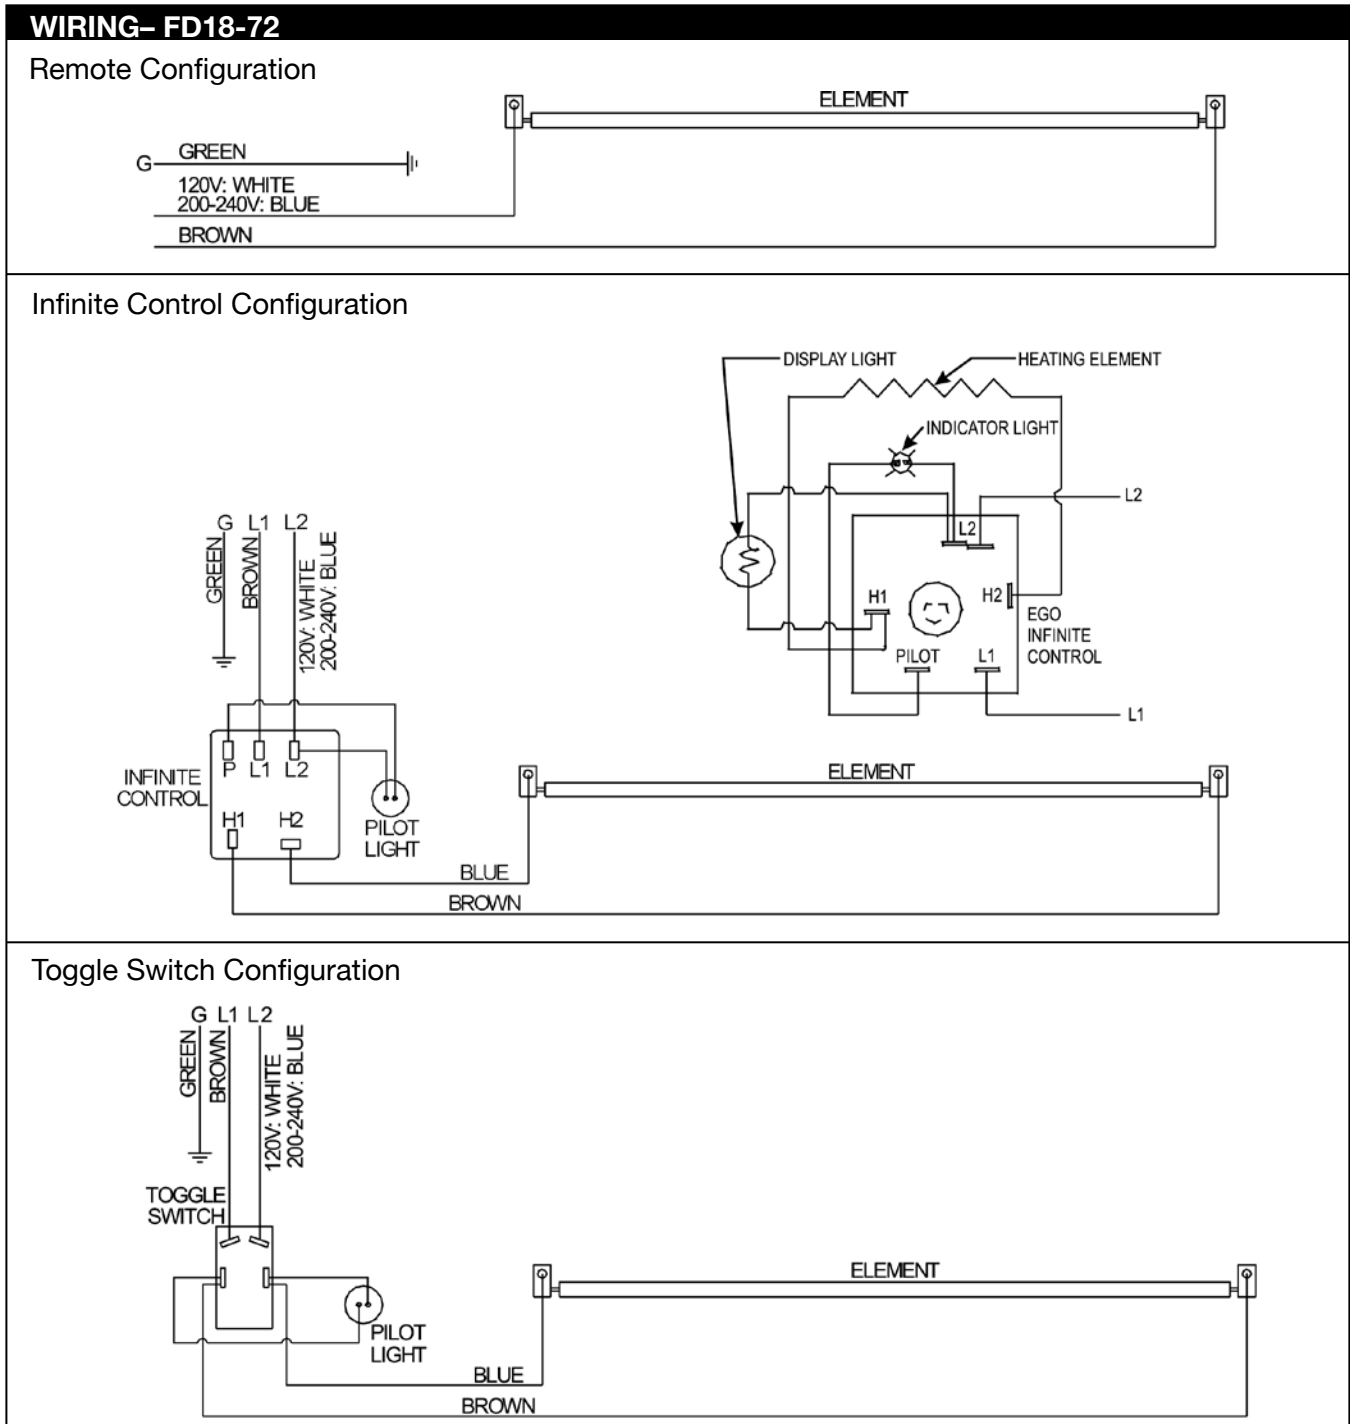 WIRING– FD18-72
Remote Configuration
ELEMENT
G
GREEN
120V: WHITE
200-240V: BLUE
BROWN
Infinite Control Configuration
DISPLAY LIGHT
HEATING ELEMENT
INDICATOR LIGHT
L2
L2
H1
H2
EGO
INFINITE
CONTROL
PILOT
L1
L1
G L1 L2
GREEN
BROWN
120V: WHITE
200-240V: BLUE
P L1 L2
INFINITE
CONTROL
H1 H2
PILOT
LIGHT
ELEMENT
BLUE
BROWN
Toggle Switch Configuration
G L1 L2
GREEN
BROWN
120V: WHITE
200-240V: BLUE
TOGGLE
SWITCH
PILOT
LIGHT
ELEMENT
BLUE
BROWN